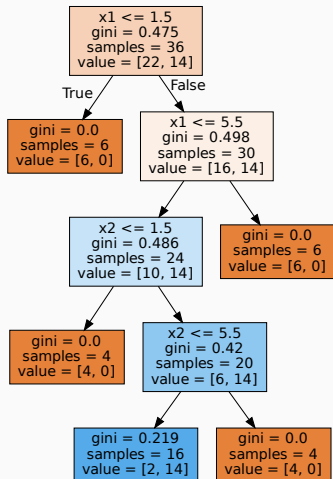 x1 <= 1.5
gini = 0.475
samples = 36
value = [22, 14]
True
False
gini = 0.0
samples = 6
value = [6, 0]
x1 <= 5.5
gini = 0.498
samples = 30
value = [16, 14]
x2 <= 1.5
gini = 0.486
samples = 24
value = [10, 14]
gini = 0.0
samples = 6
value = [6, 0]
gini = 0.0
samples = 4
value = [4, 0]
x2 <= 5.5
gini = 0.42
samples = 20
value = [6, 14]
gini = 0.219
samples = 16
value = [2, 14]
gini = 0.0
samples = 4
value = [4, 0]